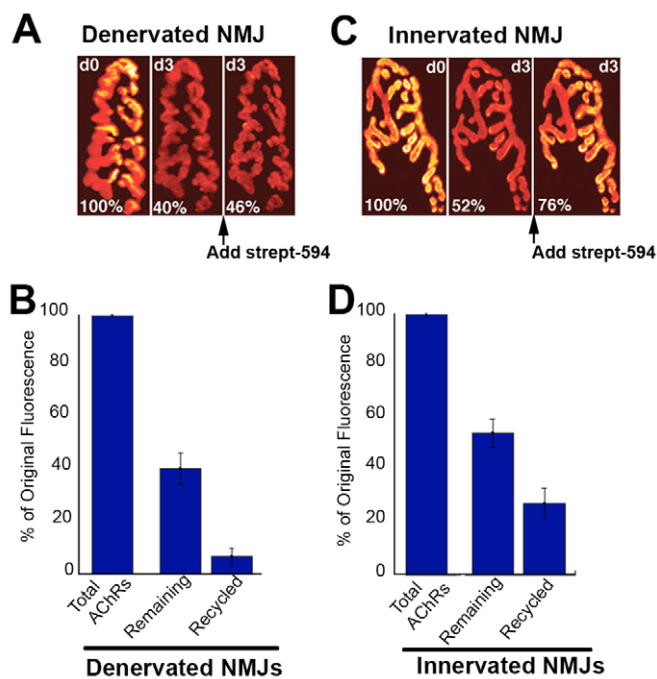 A Denervated NMJ
d0 d3 d3
100% 40% 46%
Add strept-594
C Innervated NMJ
d0 d3 d3
100% 52% 76%
Add strept-594
B
% of Original Fluorescence
100
80
60
40
20
0
Total AChRs
Remaining
Recycled
Denervated NMJs
D
% of Original Fluorescence
100
80
60
40
20
0
Total AChRs
Remaining
Recycled
Innervated NMJs